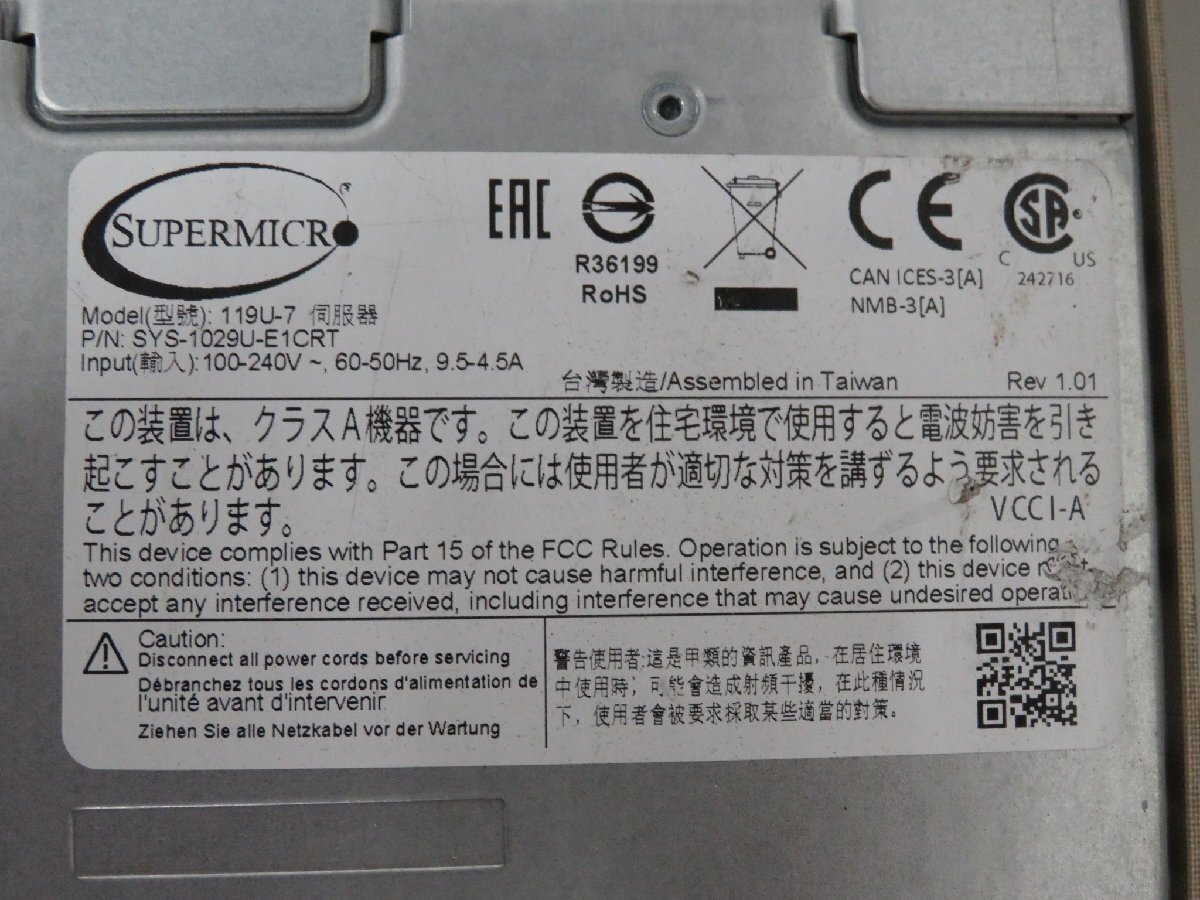 SUPERMICRO
EAC
R36199
RoHS
CE
CAN ICES-3[A]
NMB-3[A]
SA
C US
242716
Model(型號): 119U-7 伺服器
P/N: SYS-1029U-E1CRT
Input(輸入):100-240V ~, 60-50Hz, 9.5-4.5A
台灣製造/Assembled in Taiwan Rev 1.01
この装置は、クラスA機器です。この装置を住宅環境で使用すると電波妨害を引き
起こすことがあります。この場合には使用者が適切な対策を講ずるよう要求される
ことがあります。 VCCI-A
This device complies with Part 15 of the FCC Rules. Operation is subject to the following
two conditions: (1) this device may not cause harmful interference, and (2) this device
accept any interference received, including interference that may cause undesired
Caution:
Disconnect all power cords before servicing
Débranchez tous les cordons d'alimentation de
l'unité avant d'intervenir
Ziehen Sie alle Netzkabel vor der Wartung
警告使用者:這是甲類的資訊產品，在居住環境
中使用時，可能會造成射頻干擾，在此種情況
下，使用者會被要求採取某些適當的對策。